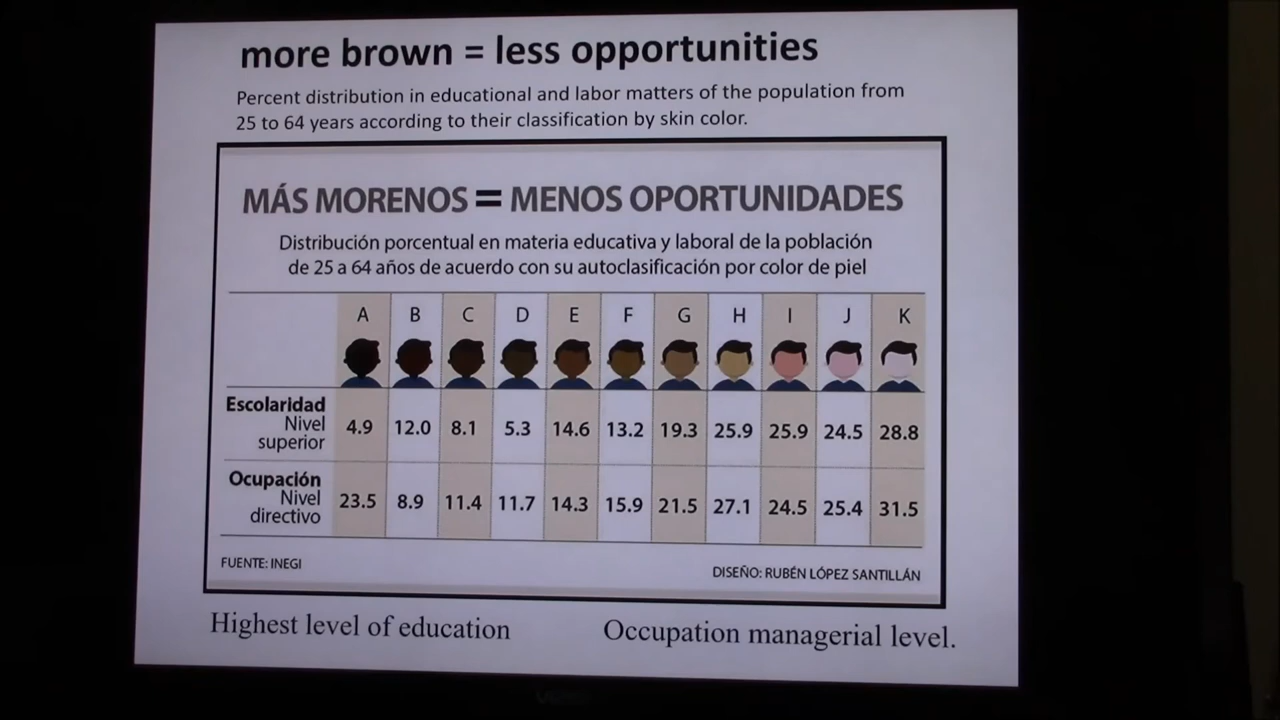 more brown = less opportunities
Percent distribution in educational and labor matters of the population from
25 to 64 years according to their classification by skin color.
MÁS MORENOS = MENOS OPORTUNIDADES
Distribución porcentual en materia educativa y laboral de la población
de 25 a 64 años de acuerdo con su autoclasificación por color de piel
A B C D E F G H I J K
Escolaridad
Nivel
superior
4.9 12.0 8.1 5.3 14.6 13.2 19.3 25.9 25.9 24.5 28.8
Ocupación
Nivel
directivo
23.5 8.9 11.4 11.7 14.3 15.9 21.5 27.1 24.5 25.4 31.5
FUENTE: INEGI
DISEÑO: RUBÉN LÓPEZ SANTILLÁN
Highest level of education
Occupation managerial level.